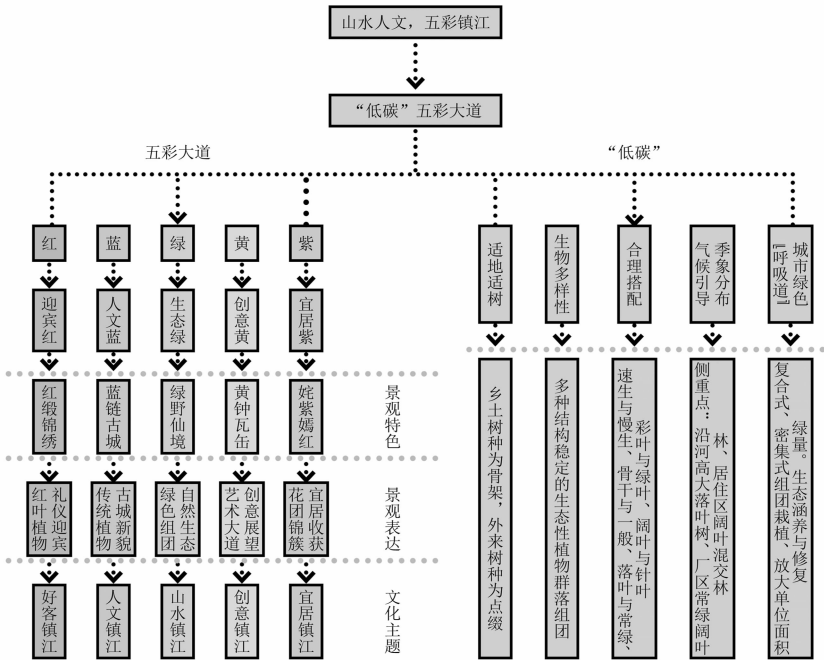 山水人文，五彩镇江
“低碳”五彩大道
五彩大道
“低碳”
红
蓝
绿
黄
紫
适地适树
生物多样性
合理搭配
季象分布
气候引导
城市绿色
『呼吸道』
迎宾红
人文蓝
生态绿
创意黄
宜居紫
红缎锦绣
蓝链古城
绿野仙境
黄钟瓦缶
姹紫嫣红
景观特色
礼仪迎宾
红叶植物
古城新貌
传统植物
自然生态
绿色组团
创意展望
艺术大道
宜居收获
花团锦簇
景观表达
好客镇江
人文镇江
山水镇江
创意镇江
宜居镇江
文化主题
乡土树种为骨架，外来树种为点缀
多种结构稳定的生态性植物群落组团
速生与慢生、骨干与一般、落叶与常绿、
彩叶与绿叶、阔叶与针叶
侧重点：沿河高大落叶树、厂区常绿阔叶
林、居住区阔叶混交林
复合式、密集式组团栽植、放大单位面积
绿量。生态涵养与修复